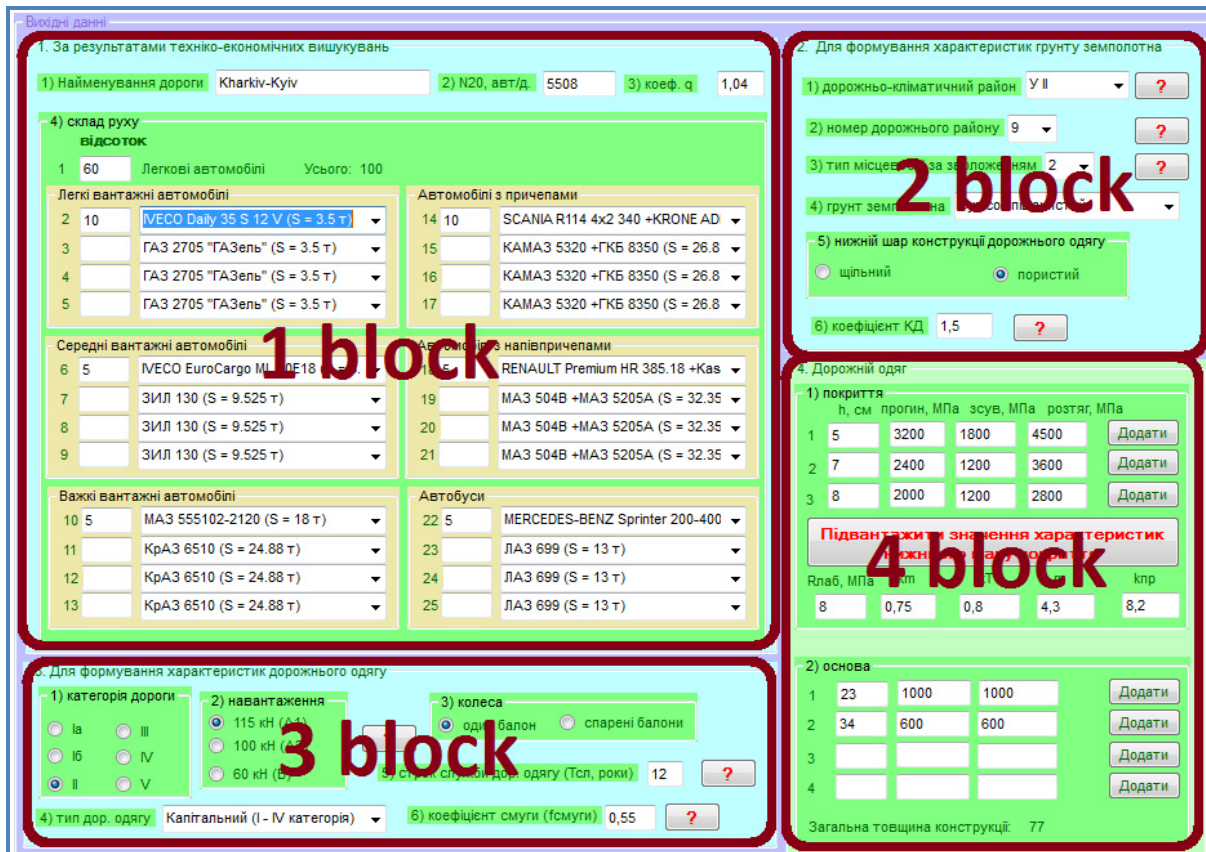 Вихідні данні
1. За результатами техніко-економічних вишукувань
1) Найменування дороги Kharkiv-Kyiv 2) N20, авт/д. 5508 3) коеф. q 1,04
4) склад руху
відсоток
1 60 Легкові автомобілі Усього: 100
Легкі вантажні автомобілі
2 10 IVECO Daily 35 S 12 V (S = 3.5 т)
3 ГАЗ 2705 "ГАЗель" (S = 3.5 т)
4 ГАЗ 2705 "ГАЗель" (S = 3.5 т)
5 ГАЗ 2705 "ГАЗель" (S = 3.5 т)
Автомобілі з причепами
14 10 SCANIA R114 4x2 340 +KRONE AD
15 КАМАЗ 5320 +ГКБ 8350 (S = 26.8
16 КАМАЗ 5320 +ГКБ 8350 (S = 26.8
17 КАМАЗ 5320 +ГКБ 8350 (S = 26.8
1 block
Середні вантажні автомобілі
6 5 IVECO EuroCargo
7 ЗИЛ 130 (S = 9.525 т)
8 ЗИЛ 130 (S = 9.525 т)
9 ЗИЛ 130 (S = 9.525 т)
з напівпричепами
RENAULT Premium HR 385.18 +Kas
19 МАЗ 504В +МАЗ 5205А (S = 32.35
20 МАЗ 504В +МАЗ 5205А (S = 32.35
21 МАЗ 504В +МАЗ 5205А (S = 32.35
Важкі вантажні автомобілі
10 5 МАЗ 555102-2120 (S = 18 т)
11 КрАЗ 6510 (S = 24.88 т)
12 КрАЗ 6510 (S = 24.88 т)
13 КрАЗ 6510 (S = 24.88 т)
Автобуси
22 5 MERCEDES-BENZ Sprinter 200-400
23 ЛАЗ 699 (S = 13 т)
24 ЛАЗ 699 (S = 13 т)
25 ЛАЗ 699 (S = 13 т)
2. Для формування характеристик грунту земполотна
1) дорожньо-кліматичний район У II ?
2) номер дорожнього району 9 ?
3) тип місцевості за зволоженням 2 ?
2 block
4) грунт земполотна
5) нижній шар конструкції дорожнього одягу
щільний пористий
6) коефіцієнт КД 1,5 ?
3. Для формування характеристик дорожнього одягу
1) категорія дороги
Iа III
Iб IV
II V
2) навантаження
115 кН (А1)
100 кН
60 кН (Б)
3) колеса
один балон спарені балони
3 block
5) строк служби дор. одягу (Тсл, роки) 12 ?
4) тип дор. одягу Капітальний (I - IV категорія) 6) коефіцієнт смуги (fсмуги) 0,55 ?
4. Дорожній одяг
1) покриття
h, см прогин, МПа зсув, МПа розтяг, МПа
1 5 3200 1800 4500 Додати
2 7 2400 1200 3600 Додати
3 8 2000 1200 2800 Додати
Підвантажити значення характеристик
нижнього шару покриття
4 block
Rлаб, МПа кпр
8 0,75 0,8 4,3 8,2
2) основа
1 23 1000 1000 Додати
2 34 600 600 Додати
3 Додати
4 Додати
Загальна товщина конструкції: 77